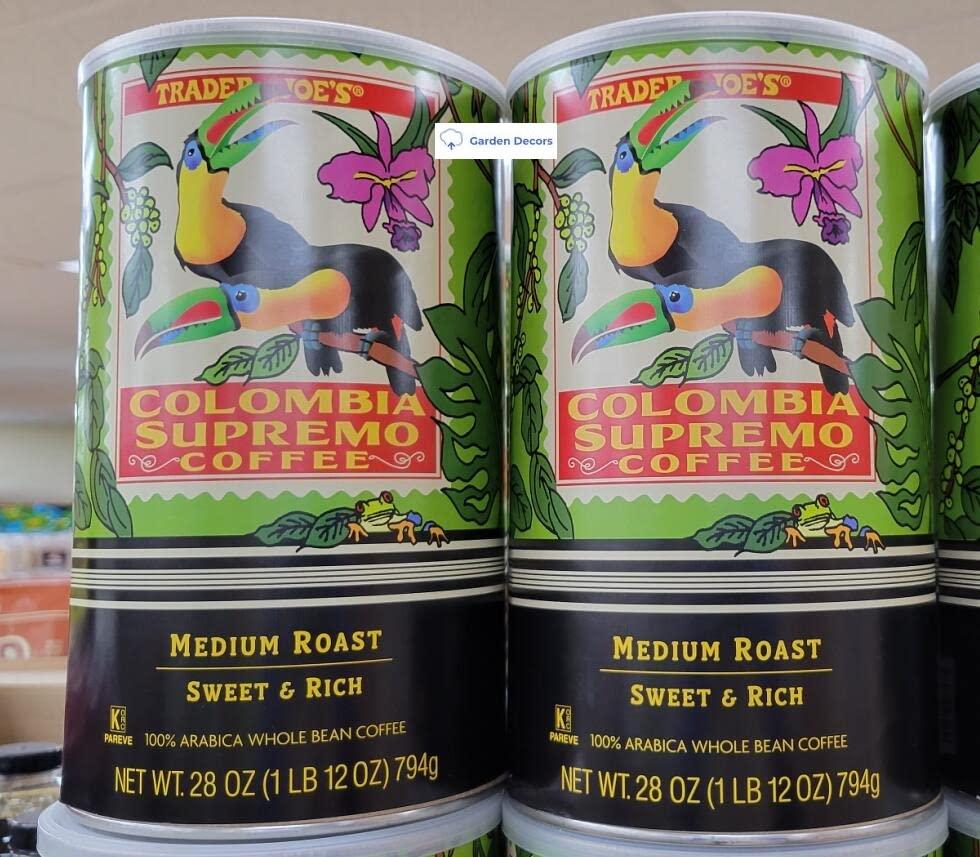 TRADER JOE'S®
COLOMBIA
SUPREMO
COFFEE
MEDIUM ROAST
SWEET & RICH
K ORC
PAREVE
100% ARABICA WHOLE BEAN COFFEE
NET WT. 28 OZ (1 LB 12 OZ) 794g
Garden Decors
TRADER JOE'S®
COLOMBIA
SUPREMO
COFFEE
MEDIUM ROAST
SWEET & RICH
K ORC
PAREVE
100% ARABICA WHOLE BEAN COFFEE
NET WT. 28 OZ (1 LB 12 OZ) 794g